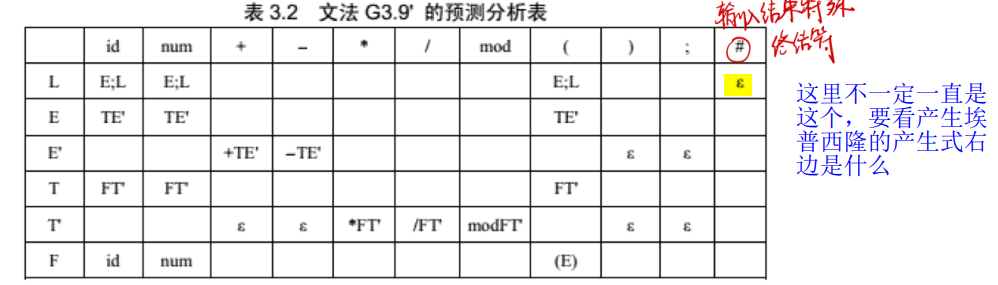 表 3.2 文法 G3.9' 的预测分析表
输入结束特殊
终结符
id num + − * / mod ( ) ; #
L E;L E;L E;L ε
E TE' TE' TE'
E' +TE' −TE' ε ε
T FT' FT' FT'
T' ε ε *FT' /FT' modFT' ε ε
F id num (E)
这里不一定一直是
这个，要看产生埃
普西隆的产生式右
边是什么